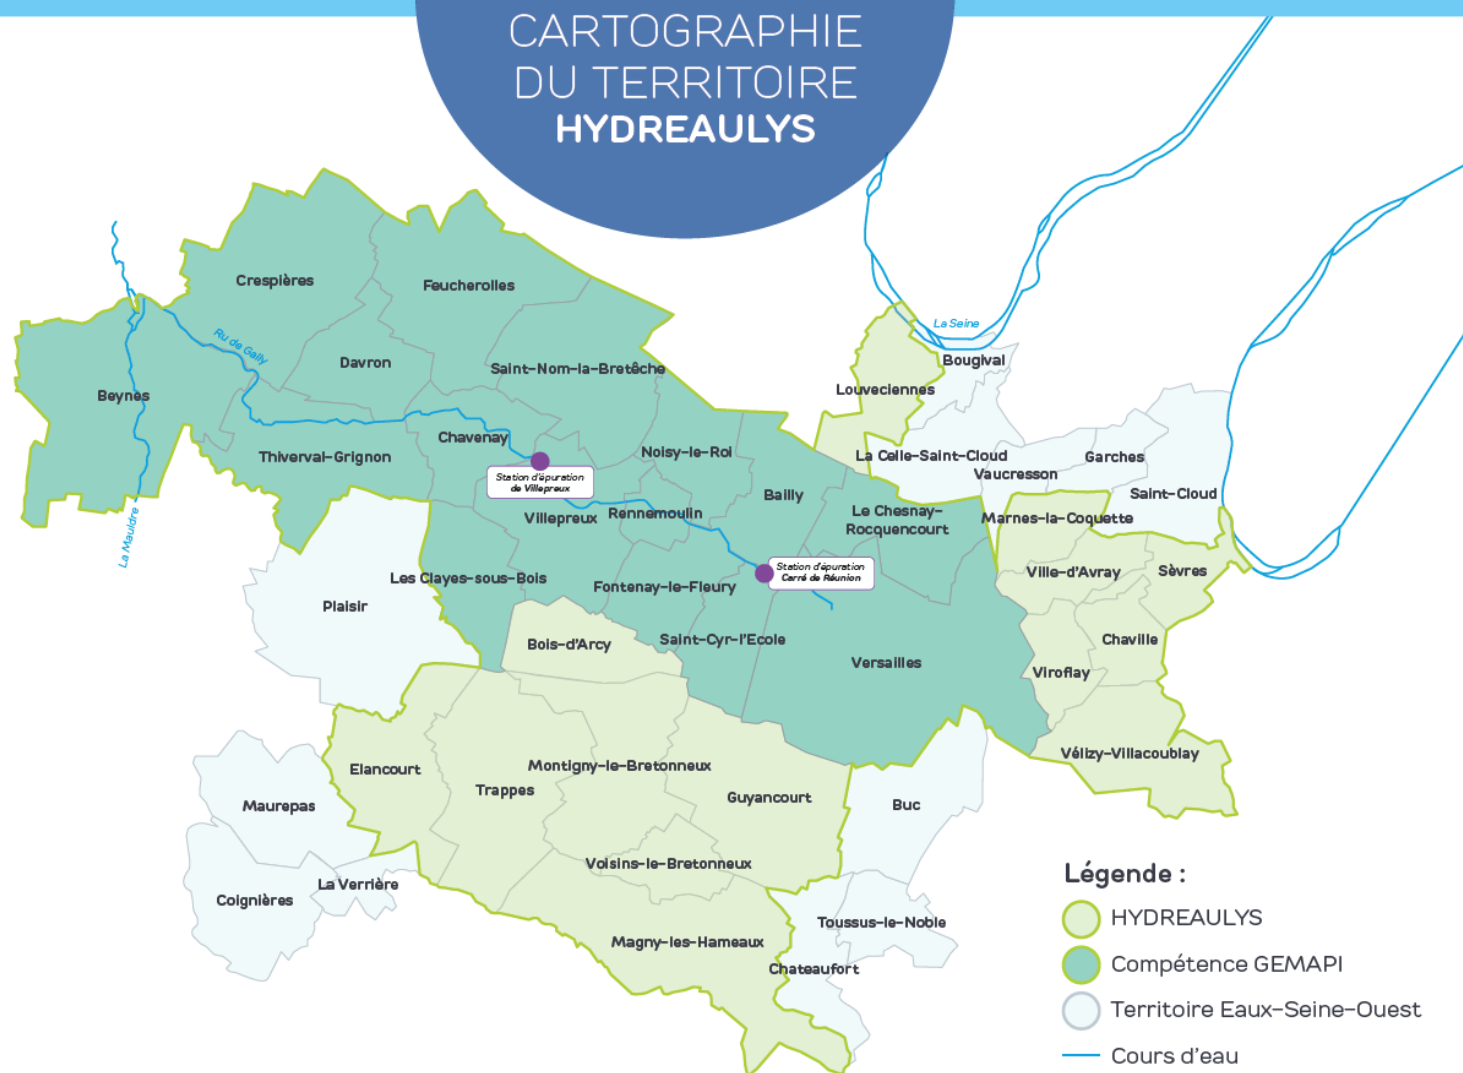 CARTOGRAPHIE
DU TERRITOIRE
HYDREAULYS
Crespières
Feucherolles
La Seine
Ru de Gally
Bougival
Davron
Saint-Nom-la-Bretêche
Louveciennes
Beynes
Chavenay
Noisy-le-Roi
La Celle-Saint-Cloud
Garches
Thiverval-Grignon
Vaucresson
Station d'épuration
de Villepreux
Bailly
Saint-Cloud
Villepreux
Rennemoulin
Le Chesnay-
Rocquencourt
Marnes-la-Coquette
La Mauldre
Station d'épuration
Carré de Réunion
Ville-d'Avray
Sèvres
Les Clayes-sous-Bois
Fontenay-le-Fleury
Plaisir
Bois-d'Arcy
Saint-Cyr-l'Ecole
Chaville
Versailles
Viroflay
Vélizy-Villacoublay
Elancourt
Montigny-le-Bretonneux
Trappes
Guyancourt
Maurepas
Buc
Voisins-le-Bretonneux
La Verrière
Coignières
Toussus-le-Noble
Magny-les-Hameaux
Chateaufort
Légende :
HYDREAULYS
Compétence GEMAPI
Territoire Eaux-Seine-Ouest
Cours d'eau